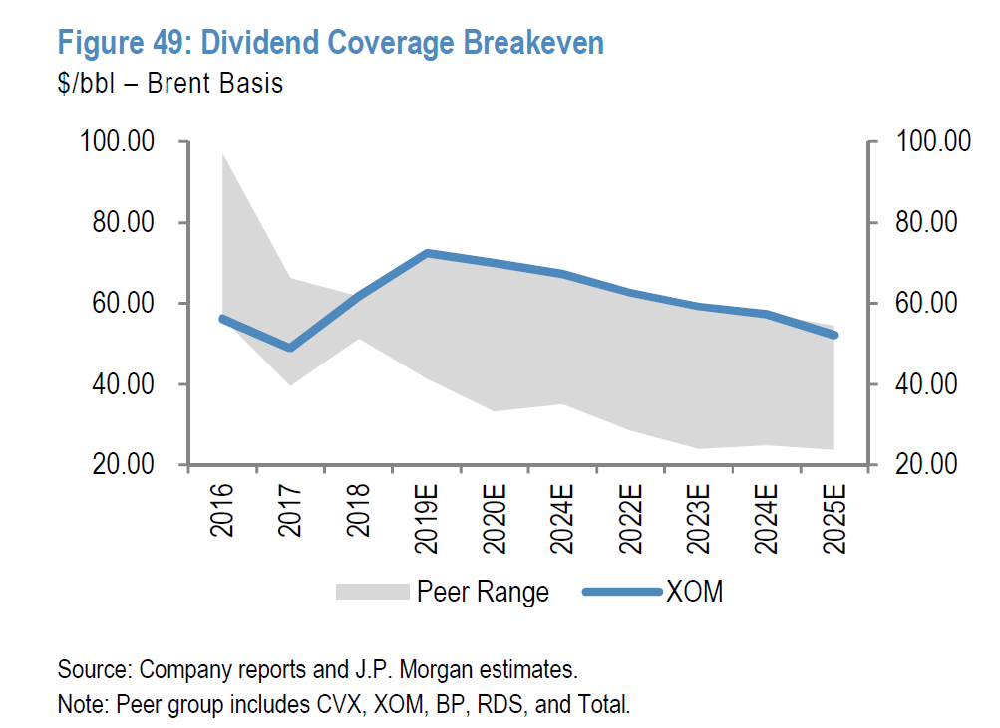 Figure 49: Dividend Coverage Breakeven
$/bbl – Brent Basis
100.00 100.00
80.00 80.00
60.00 60.00
40.00 40.00
20.00 20.00
2016 2017 2018 2019E 2020E 2024E 2022E 2023E 2024E 2025E
Peer Range XOM
Source: Company reports and J.P. Morgan estimates.
Note: Peer group includes CVX, XOM, BP, RDS, and Total.